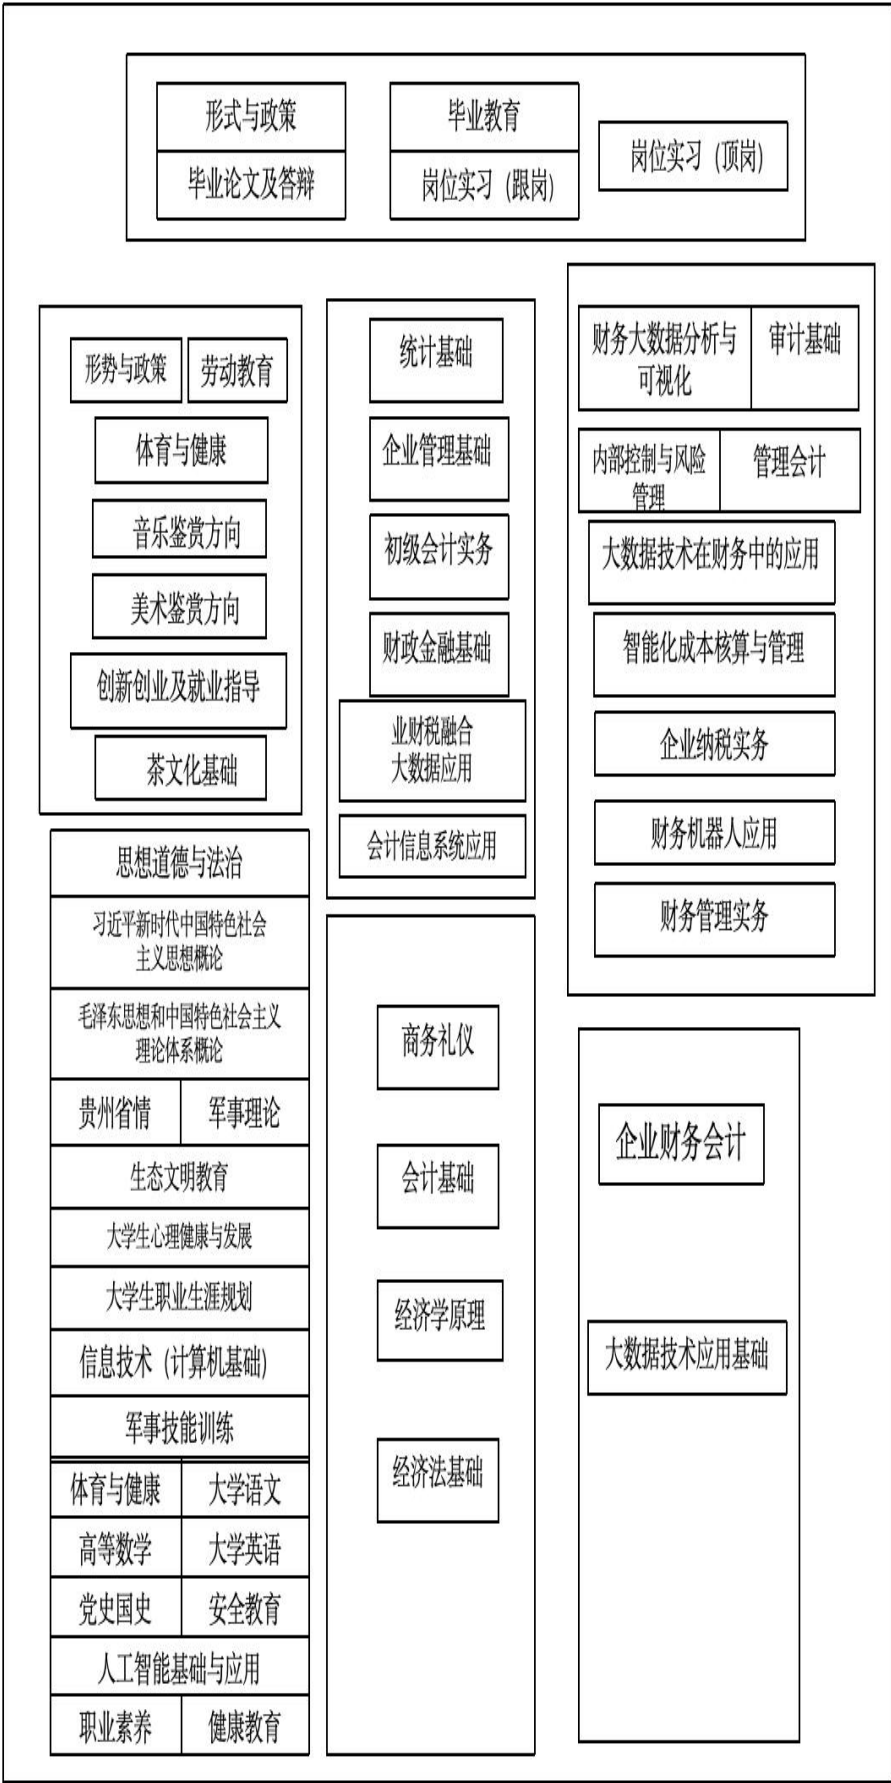 形式与政策
毕业论文及答辩
毕业教育
岗位实习（跟岗）
岗位实习（顶岗）
形势与政策
劳动教育
体育与健康
音乐鉴赏方向
美术鉴赏方向
创新创业及就业指导
茶文化基础
统计基础
企业管理基础
初级会计实务
财政金融基础
业财税融合
大数据应用
会计信息系统应用
财务大数据分析与
可视化
审计基础
内部控制与风险
管理
管理会计
大数据技术在财务中的应用
智能化成本核算与管理
企业纳税实务
财务机器人应用
财务管理实务
思想道德与法治
习近平新时代中国特色社会
主义思想概论
毛泽东思想和中国特色社会主义
理论体系概论
贵州省情
军事理论
生态文明教育
大学生心理健康与发展
大学生职业生涯规划
信息技术（计算机基础）
军事技能训练
体育与健康
大学语文
高等数学
大学英语
党史国史
安全教育
人工智能基础与应用
职业素养
健康教育
商务礼仪
会计基础
经济学原理
经济法基础
企业财务会计
大数据技术应用基础